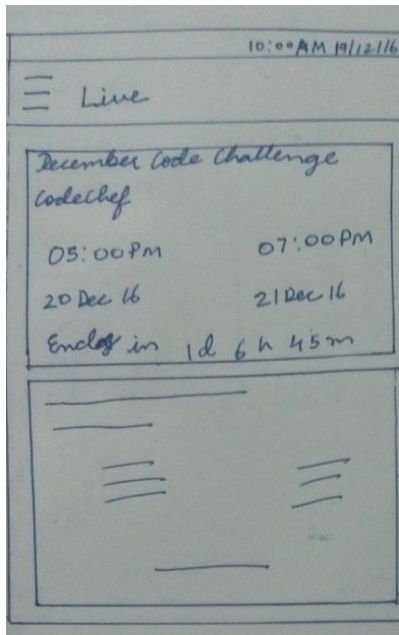 10:00AM 19/12/16
Live
December Code Challenge
CodeChef
05:00PM 07:00PM
20 Dec 16 21 Dec 16
Ends in 1d 6h 45m